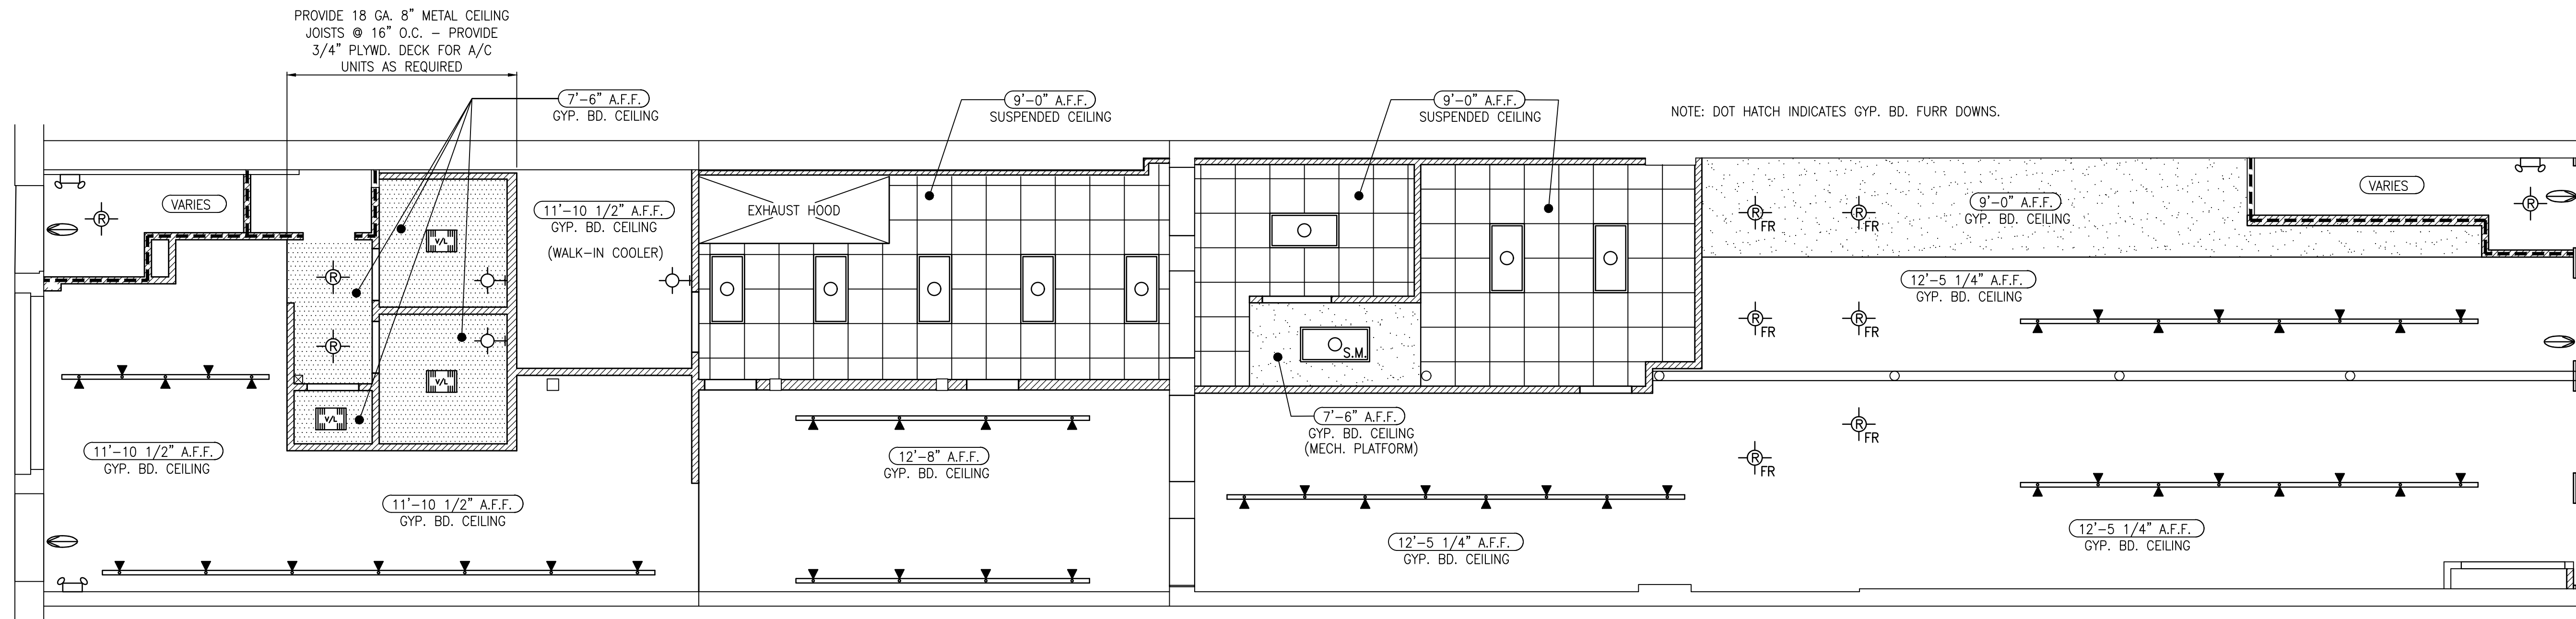 PROVIDE 18 GA. 8" METAL CEILING
JOISTS @ 16" O.C. – PROVIDE
3/4" PLYWD. DECK FOR A/C
UNITS AS REQUIRED
7'-6" A.F.F.
GYP. BD. CEILING
9'-0" A.F.F.
SUSPENDED CEILING
9'-0" A.F.F.
SUSPENDED CEILING
NOTE: DOT HATCH INDICATES GYP. BD. FURR DOWNS.
VARIES
R
V/L
11'-10 1/2" A.F.F.
GYP. BD. CEILING
(WALK-IN COOLER)
EXHAUST HOOD
R
FR
R
FR
9'-0" A.F.F.
GYP. BD. CEILING
VARIES
R
R
R
12'-5 1/4" A.F.F.
GYP. BD. CEILING
R
FR
R
FR
S.M.
V/L
V/L
7'-6" A.F.F.
GYP. BD. CEILING
(MECH. PLATFORM)
R
FR
R
FR
11'-10 1/2" A.F.F.
GYP. BD. CEILING
12'-8" A.F.F.
GYP. BD. CEILING
11'-10 1/2" A.F.F.
GYP. BD. CEILING
12'-5 1/4" A.F.F.
GYP. BD. CEILING
12'-5 1/4" A.F.F.
GYP. BD. CEILING